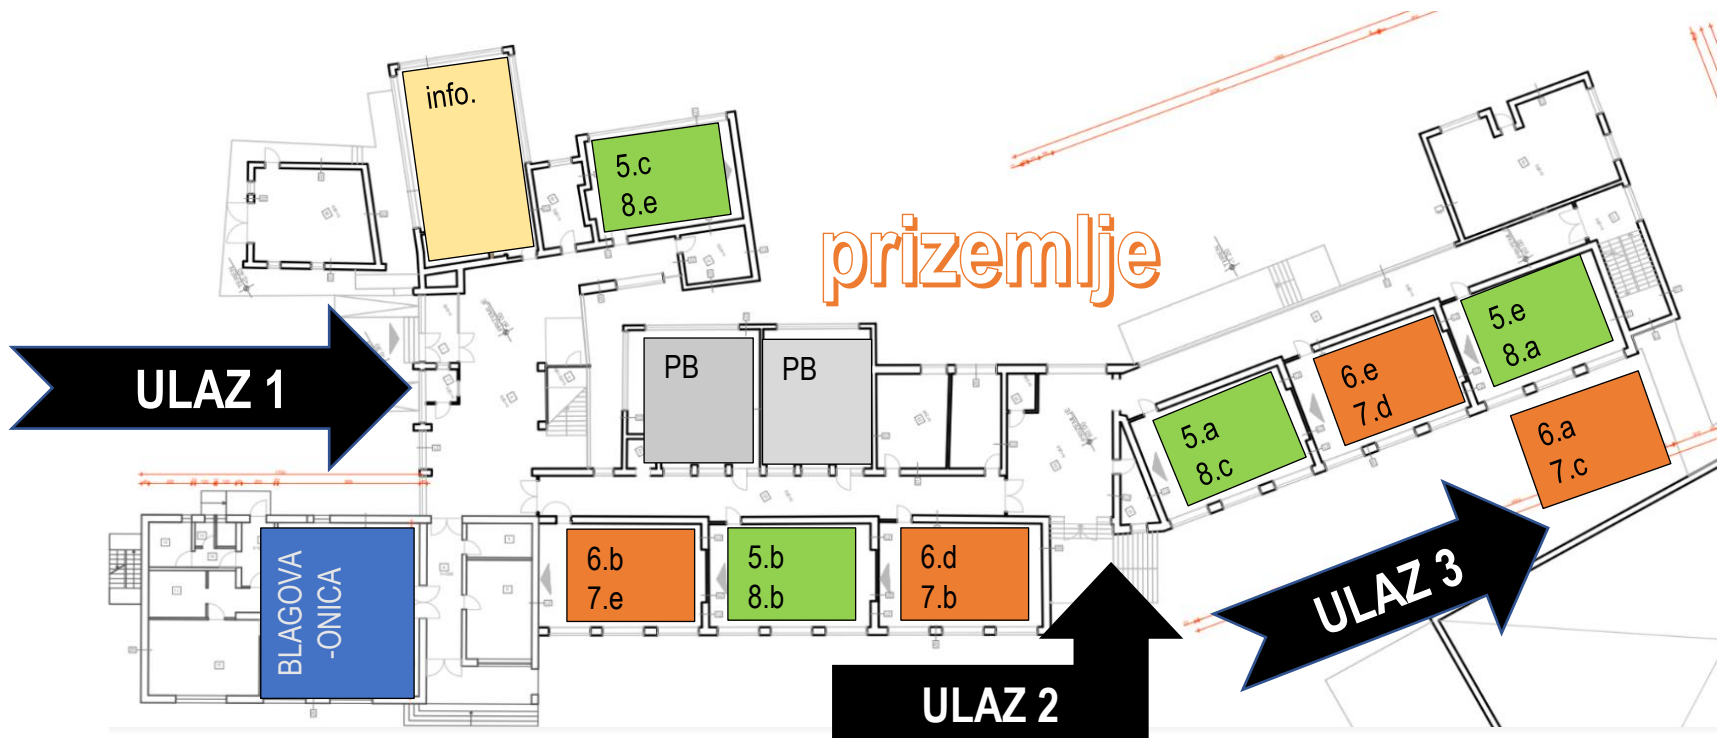 info.
5.c
8.e
prizemlje
ULAZ 1
PB
PB
5.e
8.a
6.e
7.d
5.a
8.c
6.a
7.c
BLAGOVA
-ONICA
6.b
7.e
5.b
8.b
6.d
7.b
ULAZ 2
ULAZ 3